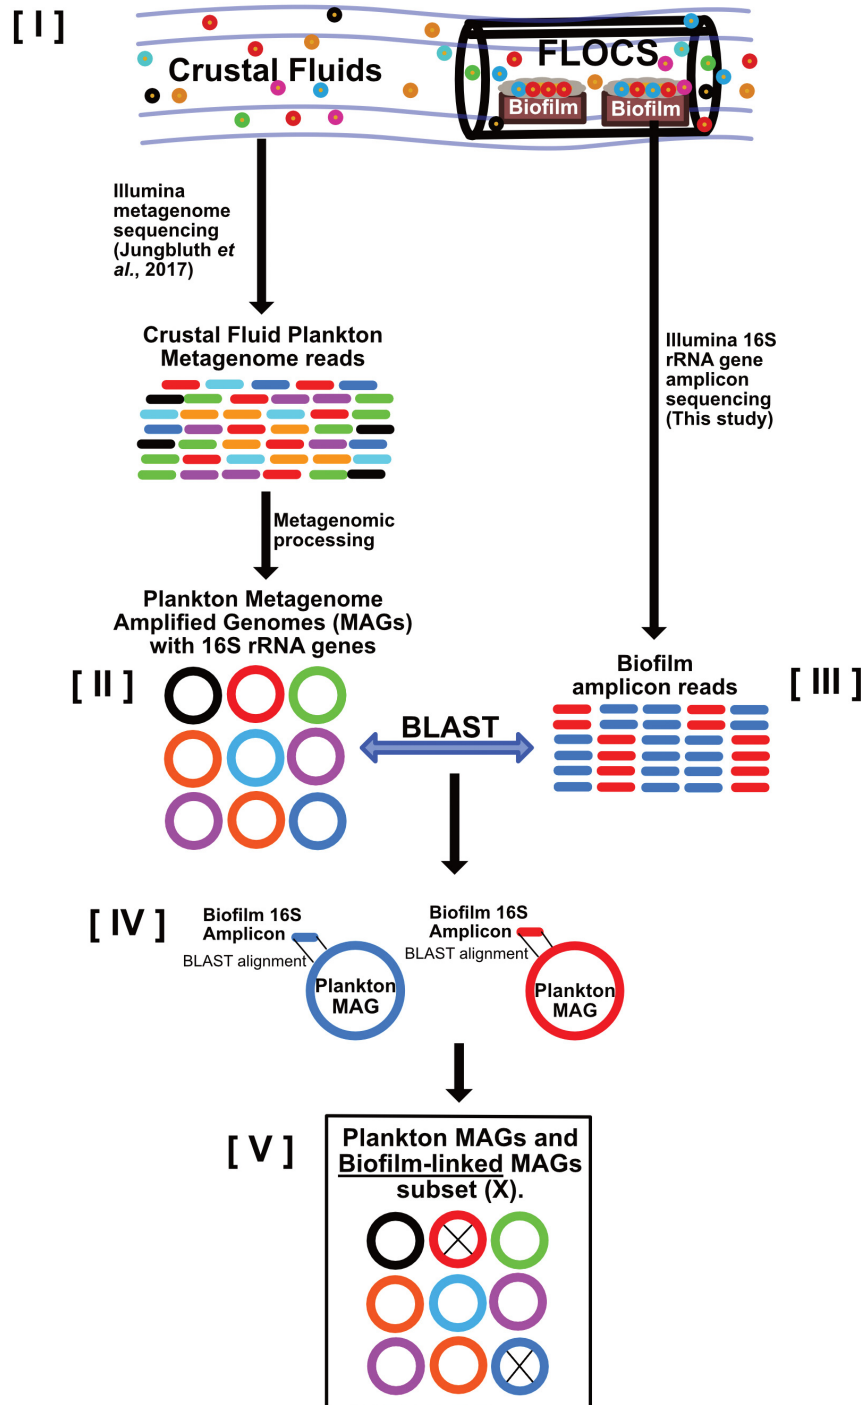 [ I ]
Crustal Fluids
FLOCS
Biofilm
Biofilm
Illumina
metagenome
sequencing
(Jungbluth et
al., 2017)
Crustal Fluid Plankton
Metagenome reads
Illumina 16S
rRNA gene
amplicon
sequencing
(This study)
Metagenomic
processing
Plankton Metagenome
Amplified Genomes (MAGs)
with 16S rRNA genes
[ II ]
Biofilm
amplicon reads
[ III ]
BLAST
[ IV ]
Biofilm 16S
Amplicon
BLAST alignment
Plankton
MAG
Biofilm 16S
Amplicon
BLAST alignment
Plankton
MAG
[ V ]
Plankton MAGs and
Biofilm-linked MAGs
subset (X).